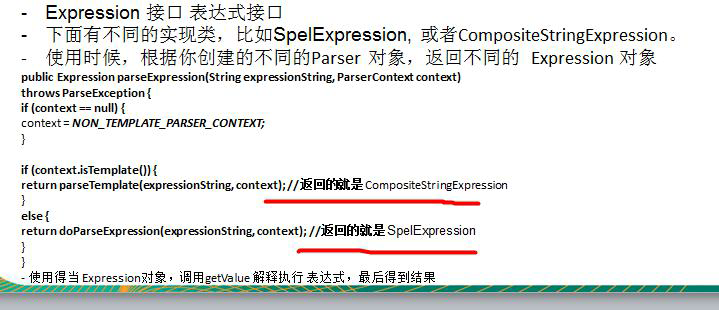 - Expression 接口 表达式接口
- 下面有不同的实现类，比如SpelExpression, 或者CompositeStringExpression。
- 使用时候，根据你创建的不同的Parser 对象，返回不同的 Expression 对象
public Expression parseExpression(String expressionString, ParserContext context)
throws ParseException {
if (context == null) {
context = NON_TEMPLATE_PARSER_CONTEXT;
}
if (context.isTemplate()) {
return parseTemplate(expressionString, context); //返回的就是 CompositeStringExpression
}
else {
return doParseExpression(expressionString, context); //返回的就是 SpelExpression
}
}
- 使用得当 Expression对象，调用getValue 解释执行 表达式，最后得到结果